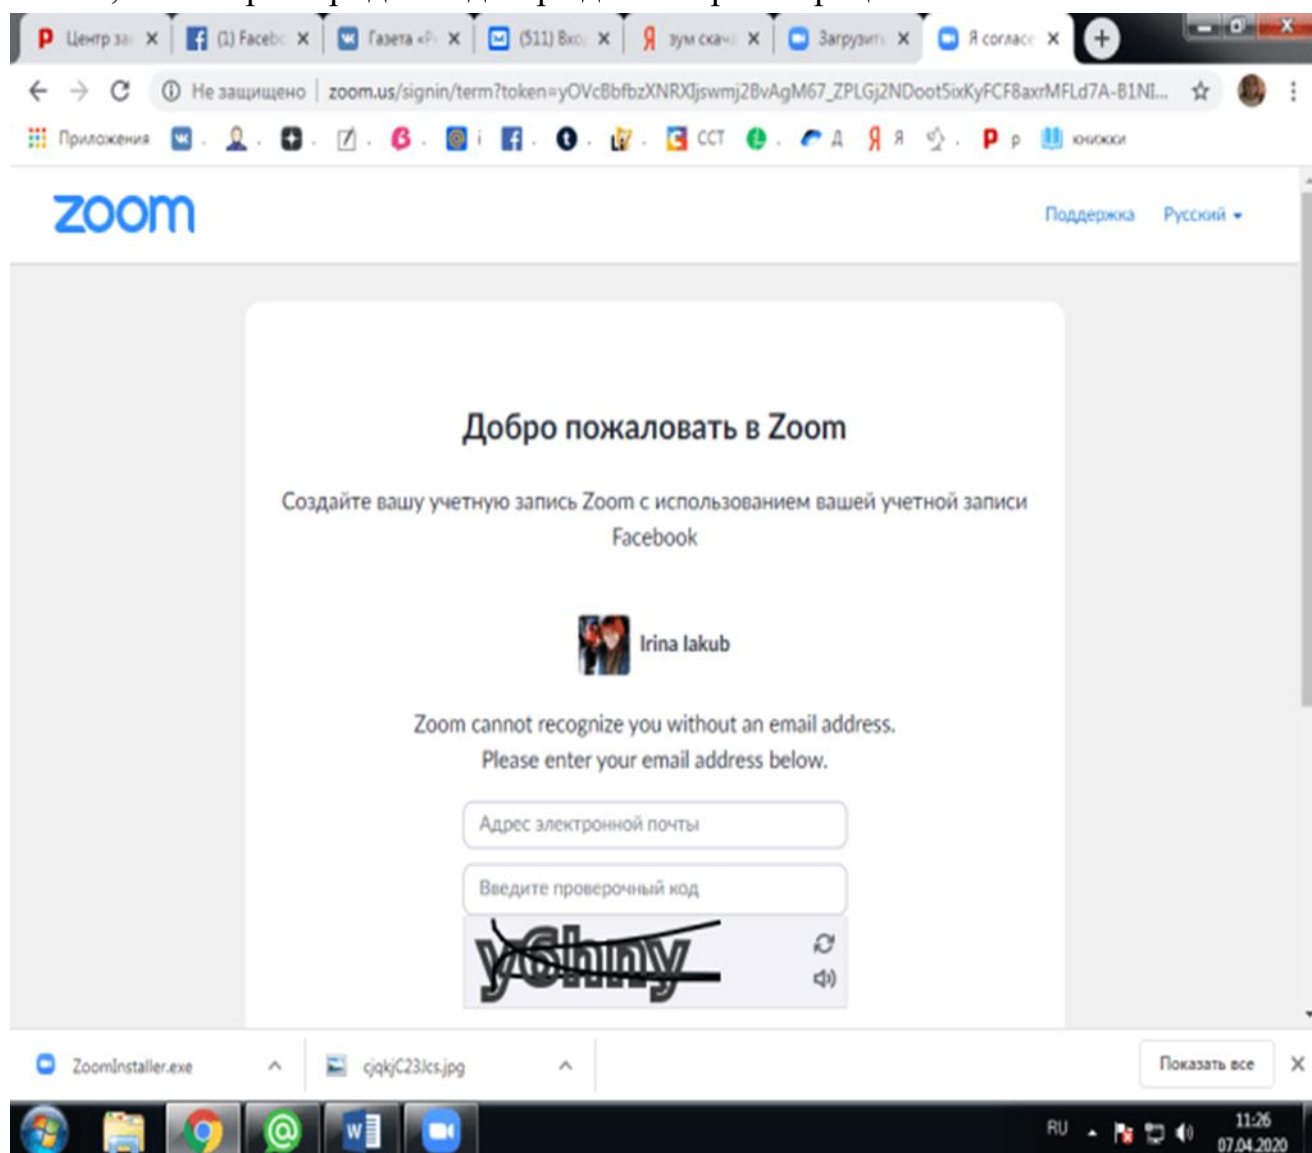 Центр за
(1) Facebo
Газета «Р
(511) Вхо
зум скача
Загрузить
Я согласе
Не защищено | zoom.us/signin/term?token=yOVcBbfbzXNRXIjswmj2BvAgM67_ZPLGj2NDoot5ixKyFCF8axrMFLd7A-B1NI...
Приложения . . . . . i . . . ССТ . Д Я . р книжки
zoom
Поддержка Русский
Добро пожаловать в Zoom
Создайте вашу учетную запись Zoom с использованием вашей учетной записи
Facebook
Irina Iakub
Zoom cannot recognize you without an email address.
Please enter your email address below.
Адрес электронной почты
Введите проверочный код
y6hny
ZoomInstaller.exe
cjqkjC23Jcs.jpg
Показать все
RU
11:26
07.04.2020